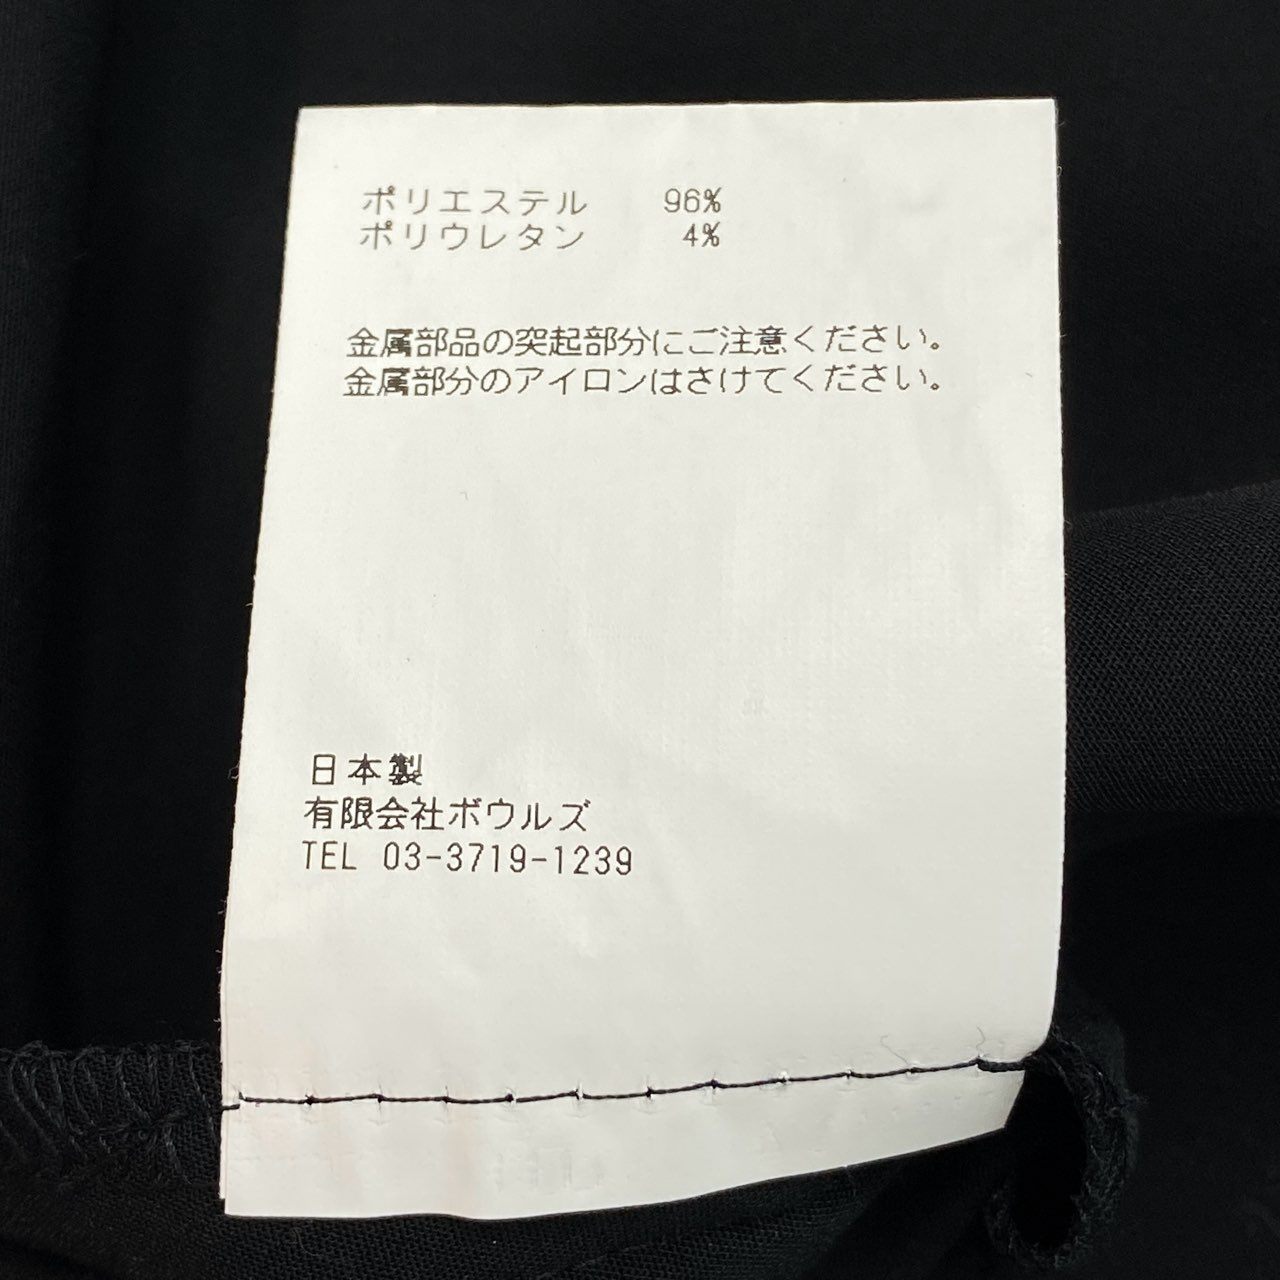 ポリエステル 96%
ポリウレタン 4%
金属部品の突起部分にご注意ください。
金属部分のアイロンはさけてください。
日本製
有限会社ボウルズ
TEL 03-3719-1239